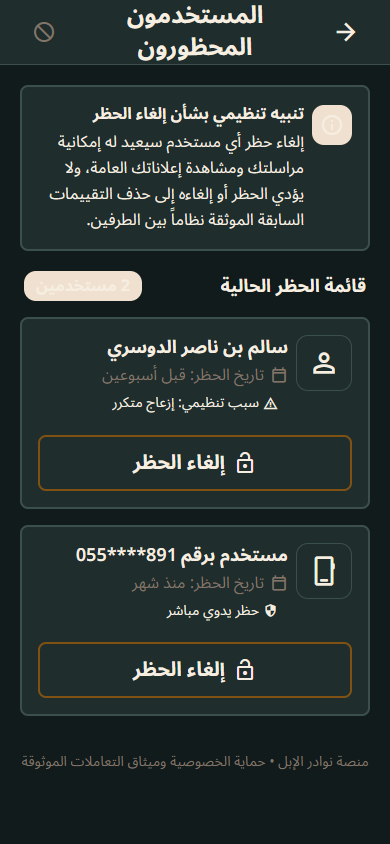 المستخدمون
المحظورون
تنبيه تنظيمي بشأن إلغاء الحظر
إلغاء حظر أي مستخدم سيعيد له إمكانية
مراسلتك ومشاهدة إعلاناتك العامة، ولا
يؤدي الحظر أو إلغاءه إلى حذف التقييمات
السابقة الموثقة نظاماً بين الطرفين.
قائمة الحظر الحالية
2 مستخدمين
سالم بن ناصر الدوسري
تاريخ الحظر: قبل أسبوعين
سبب تنظيمي: إزعاج متكرر
إلغاء الحظر
مستخدم برقم 891****055
تاريخ الحظر: منذ شهر
حظر يدوي مباشر
إلغاء الحظر
منصة نوادر الإبل • حماية الخصوصية وميثاق التعاملات الموثوقة